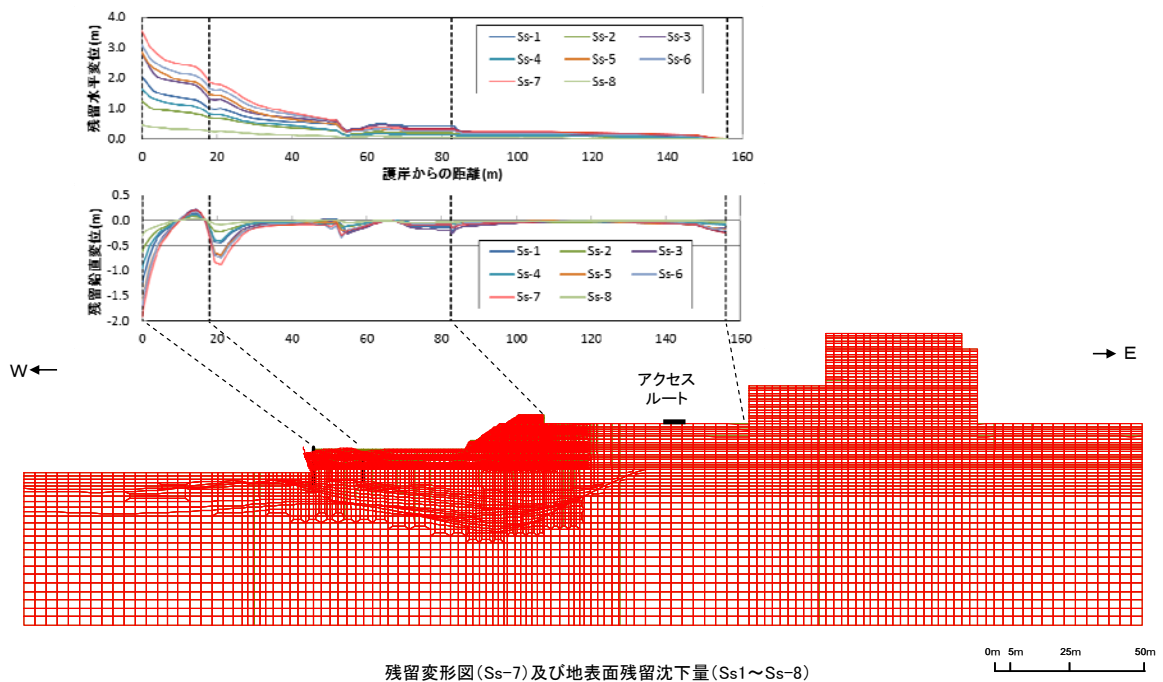 4.0
3.0
2.0
1.0
0.0
残留水平変位(m)
Ss-1 Ss-2 Ss-3
Ss-4 Ss-5 Ss-6
Ss-7 Ss-8
0 20 40 60 80 100 120 140 160
護岸からの距離(m)
0.5
0.0
-0.5
-1.0
-1.5
-2.0
残留鉛直変位(m)
Ss-1 Ss-2 Ss-3
Ss-4 Ss-5 Ss-6
Ss-7 Ss-8
0 20 40 60 80 100 120 140 160
W
E
アクセス
ルート
0m 5m 25m 50m
残留変形図(Ss-7)及び地表面残留沈下量(Ss1～Ss-8)